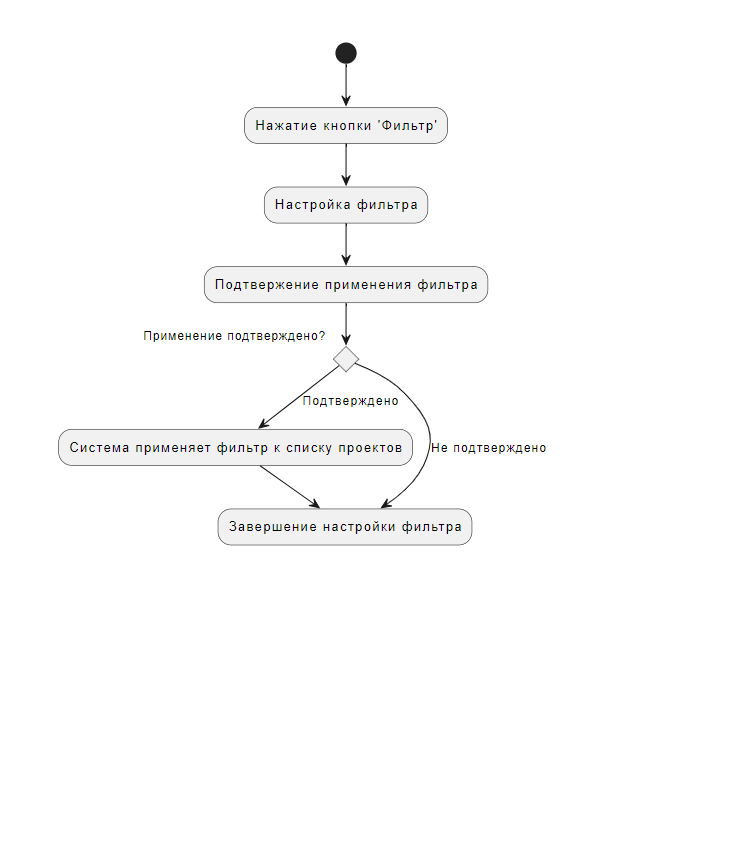 Нажатие кнопки 'Фильтр'
Настройка фильтра
Подтвержение применения фильтра
Применение подтверждено?
Подтверждено
Система применяет фильтр к списку проектов
Не подтверждено
Завершение настройки фильтра